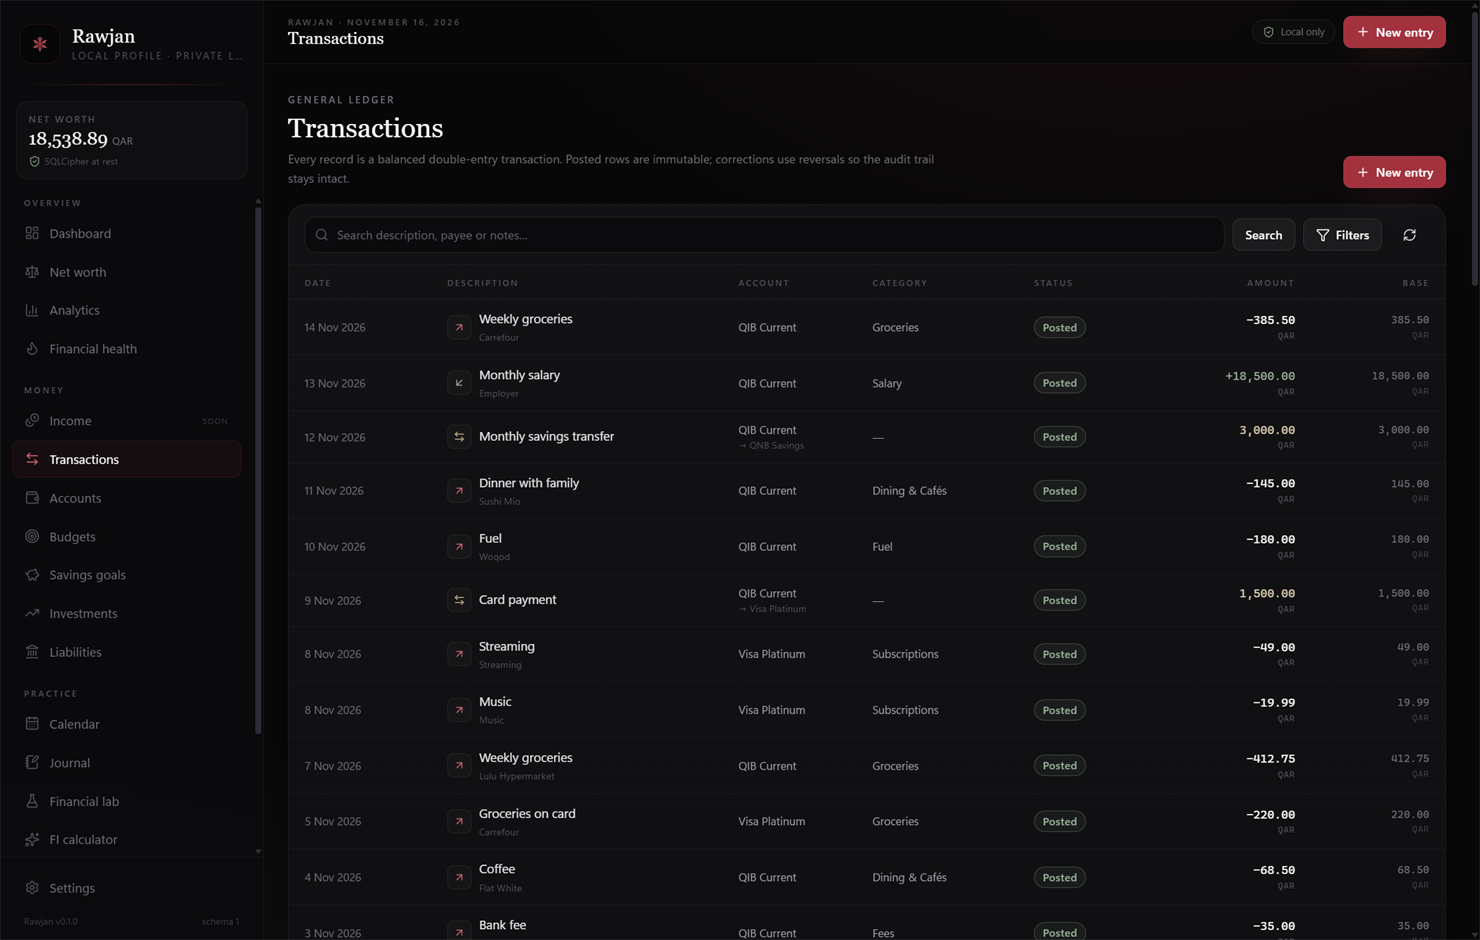 Rawjan
LOCAL PROFILE · PRIVATE L...
NET WORTH
18,538.89 QAR
SQLCipher at rest
OVERVIEW
Dashboard
Net worth
Analytics
Financial health
MONEY
Income SOON
Transactions
Accounts
Budgets
Savings goals
Investments
Liabilities
PRACTICE
Calendar
Journal
Financial lab
FI calculator
Settings
Rawjan v0.1.0 schema 1
RAWJAN · NOVEMBER 16, 2026
Transactions
Local only
+ New entry
GENERAL LEDGER
Transactions
Every record is a balanced double-entry transaction. Posted rows are immutable; corrections use reversals so the audit trail
stays intact.
+ New entry
Search description, payee or notes...
Search
Filters
DATE DESCRIPTION ACCOUNT CATEGORY STATUS AMOUNT BASE
14 Nov 2026 Weekly groceries QIB Current Groceries Posted −385.50 385.50
Carrefour QAR QAR
13 Nov 2026 Monthly salary QIB Current Salary Posted +18,500.00 18,500.00
Employer QAR QAR
12 Nov 2026 Monthly savings transfer QIB Current — Posted 3,000.00 3,000.00
→ QNB Savings QAR QAR
11 Nov 2026 Dinner with family QIB Current Dining & Cafés Posted −145.00 145.00
Sushi Mio QAR QAR
10 Nov 2026 Fuel QIB Current Fuel Posted −180.00 180.00
Woqod QAR QAR
9 Nov 2026 Card payment QIB Current — Posted 1,500.00 1,500.00
→ Visa Platinum QAR QAR
8 Nov 2026 Streaming Visa Platinum Subscriptions Posted −49.00 49.00
Streaming QAR QAR
8 Nov 2026 Music Visa Platinum Subscriptions Posted −19.99 19.99
Music QAR QAR
7 Nov 2026 Weekly groceries QIB Current Groceries Posted −412.75 412.75
Lulu Hypermarket QAR QAR
5 Nov 2026 Groceries on card Visa Platinum Groceries Posted −220.00 220.00
Carrefour QAR QAR
4 Nov 2026 Coffee QIB Current Dining & Cafés Posted −68.50 68.50
Flat White QAR QAR
3 Nov 2026 Bank fee QIB Current Fees Posted −35.00 35.00